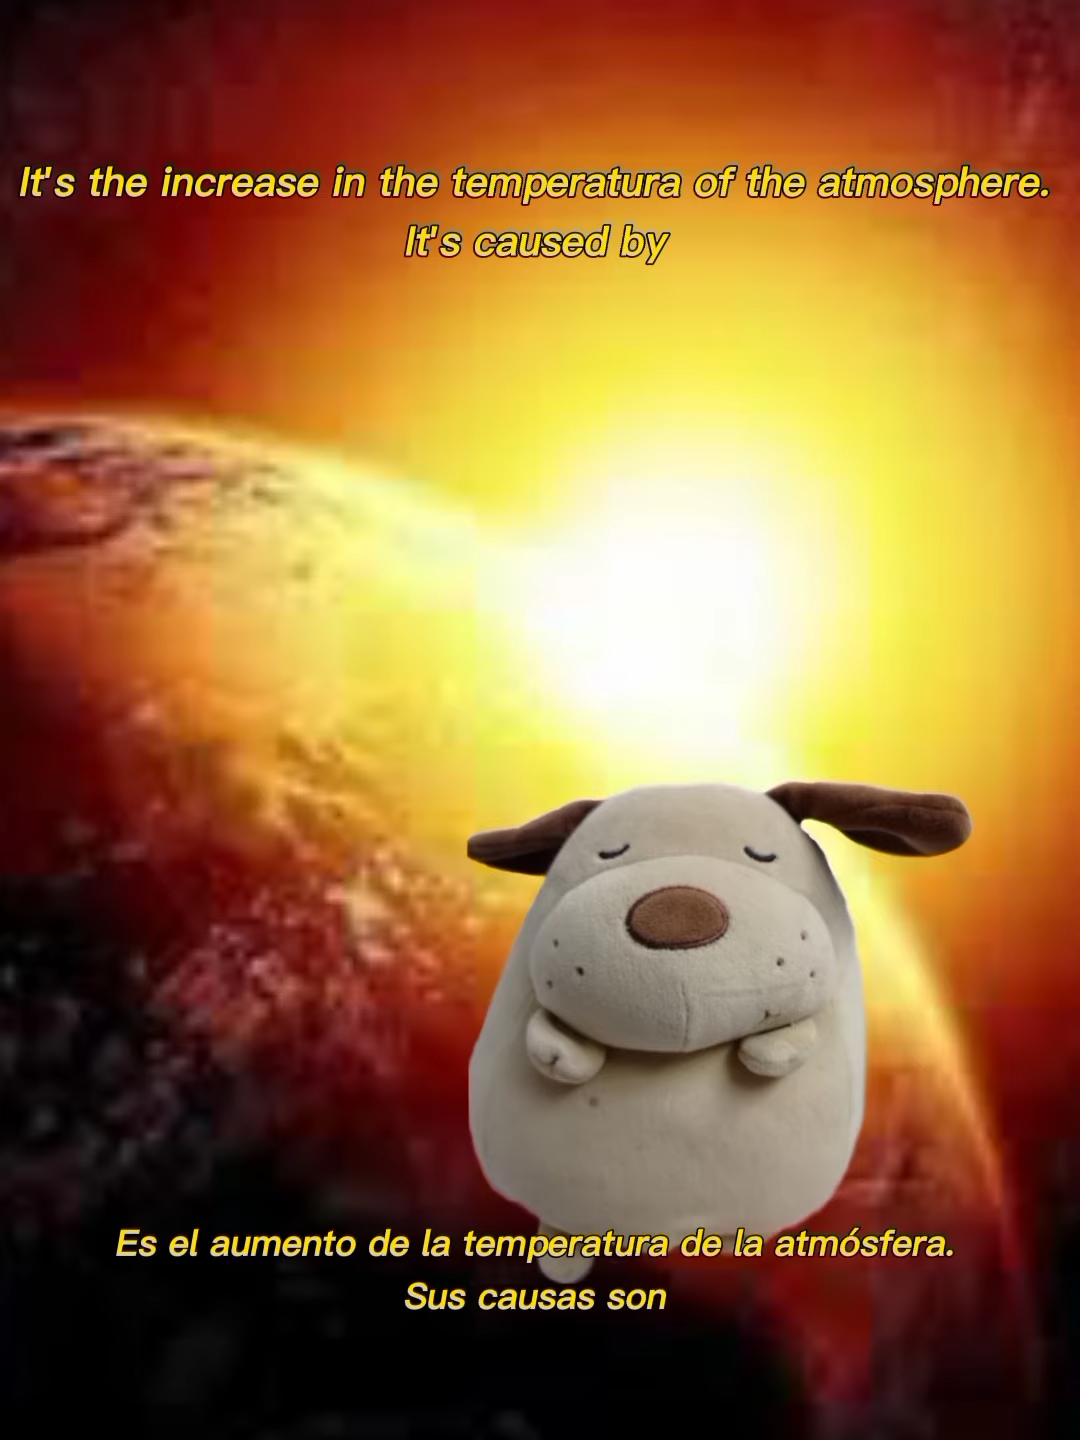 It's the increase in the temperatura of the atmosphere.
It's caused by
Es el aumento de la temperatura de la atmósfera.
Sus causas son